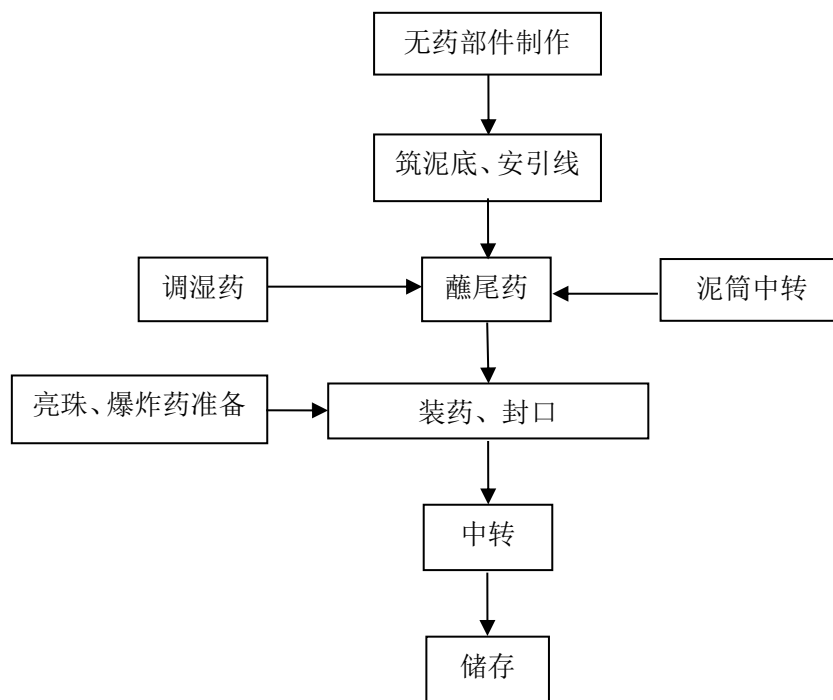 无药部件制作
筑泥底、安引线
调湿药
蘸尾药
泥筒中转
亮珠、爆炸药准备
装药、封口
中转
储存